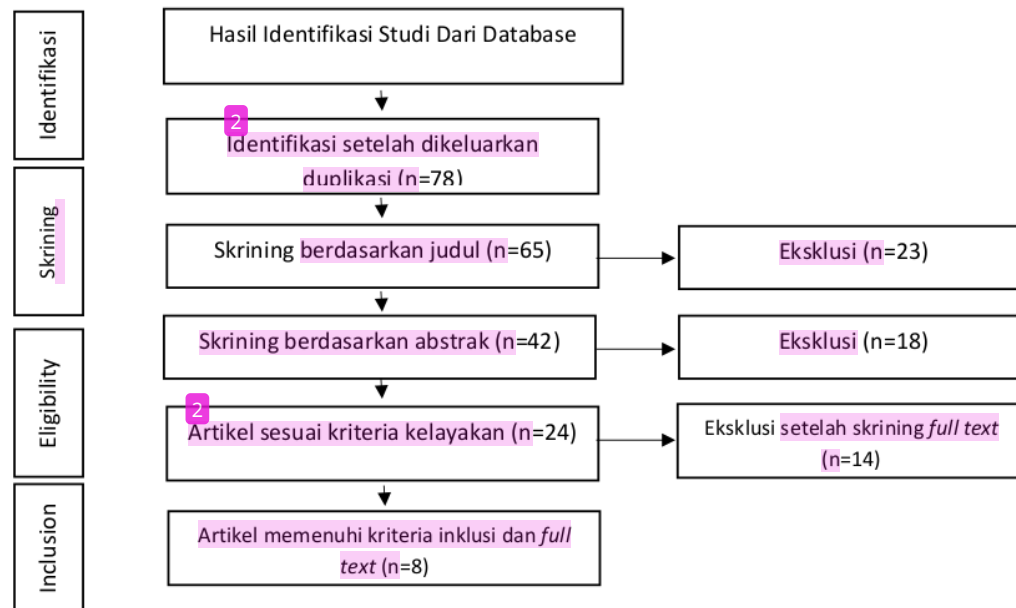 Identifikasi
Hasil Identifikasi Studi Dari Database
2
Identifikasi setelah dikeluarkan
duplikasi (n=78)
Skrining
Skrining berdasarkan judul (n=65)
Eksklusi (n=23)
Skrining berdasarkan abstrak (n=42)
Eksklusi (n=18)
Eligibility
2
Artikel sesuai kriteria kelayakan (n=24)
Eksklusi setelah skrining full text
(n=14)
Inclusion
Artikel memenuhi kriteria inklusi dan full
text (n=8)